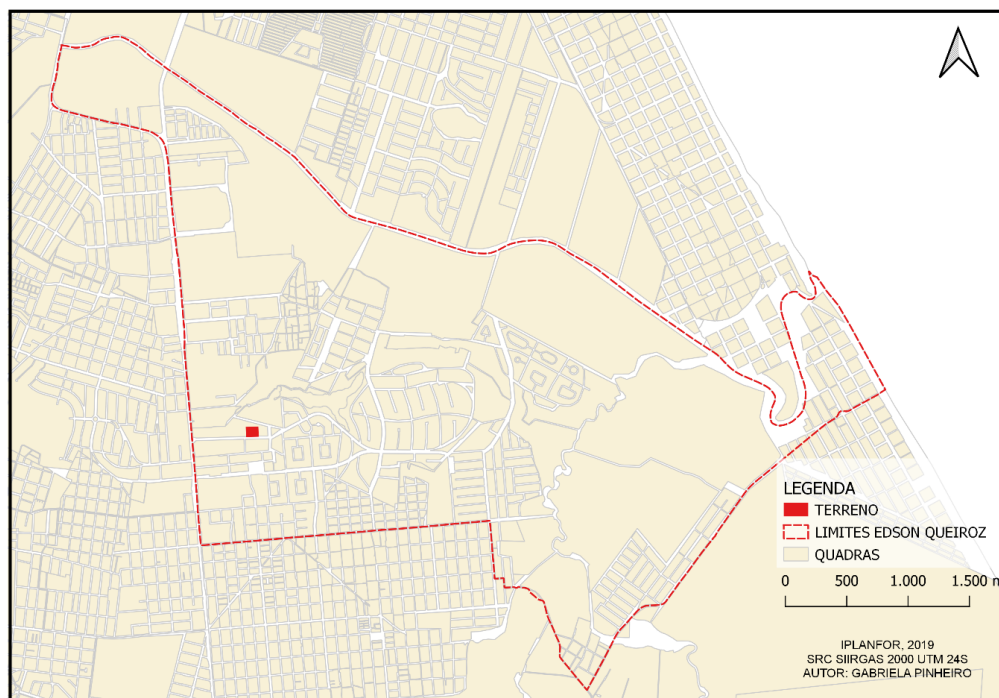 LEGENDA
TERRENO
LIMITES EDSON QUEIROZ
QUADRAS
0 500 1.000 1.500 m
IPLANFOR, 2019
SRC SIIRGAS 2000 UTM 24S
AUTOR: GABRIELA PINHEIRO